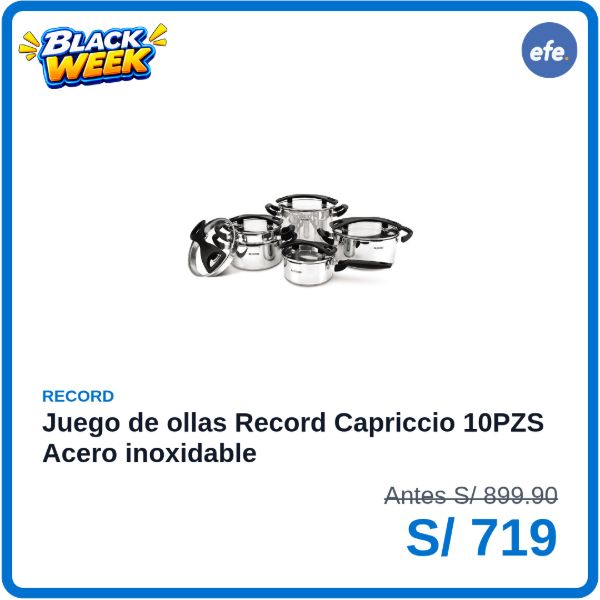 BLACK
WEEK
efe.
RECORD
Juego de ollas Record Capriccio 10PZS
Acero inoxidable
Antes S/ 899.90
S/ 719